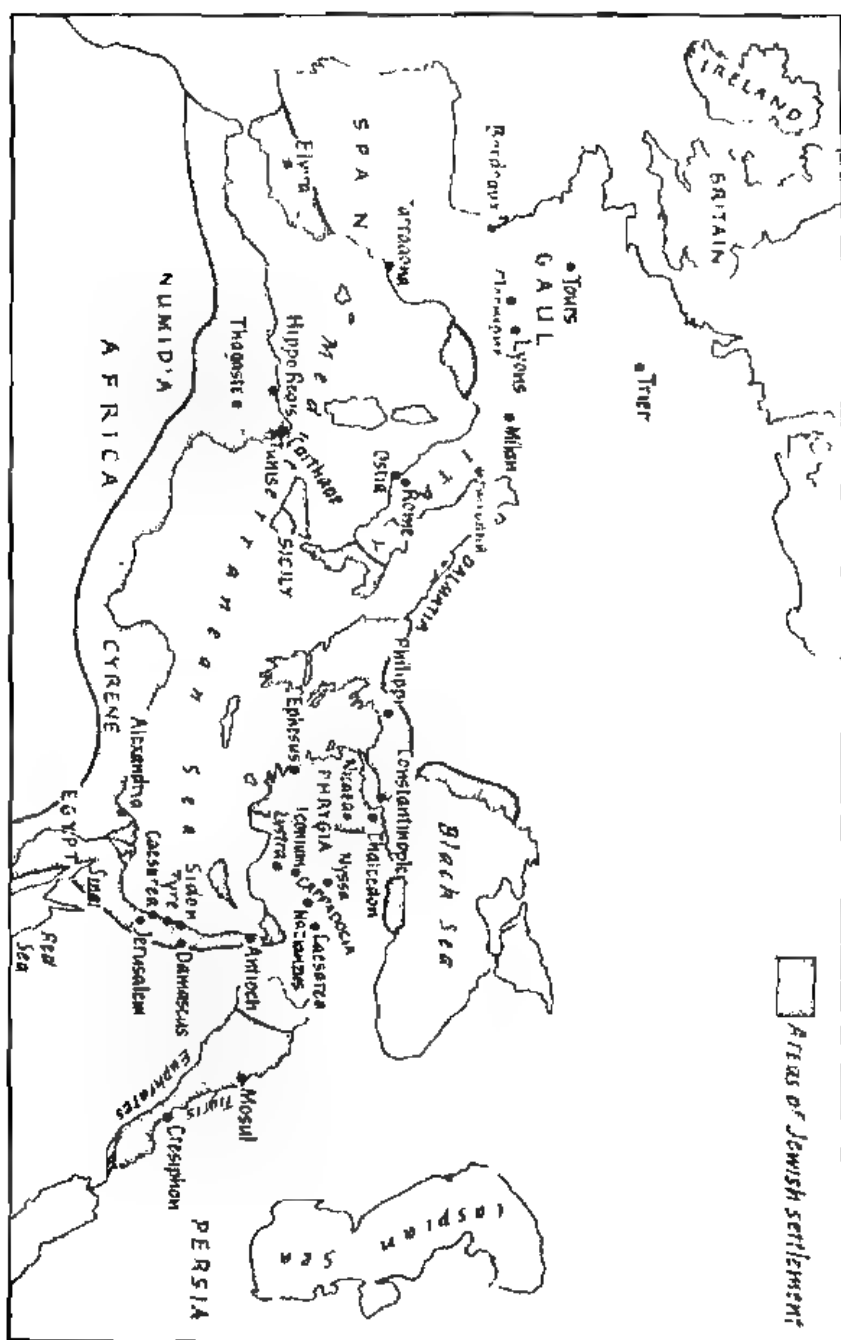 IRELAND
BRITAIN
Trier
Tours
GAUL
Lyons
Bordeaux
Milan
SPAIN
Tarragona
Elvira
ITALY
Rome
Ostia
DALMATIA
SICILY
Carthage
Tunis
Hippo Regis
Thagaste
NUMIDIA
AFRICA
MEDITERRANEAN SEA
CYRENE
Philippi
Constantinople
Chalcedon
Nicaea
PHRYGIA
Ephesus
Nyssa
Iconium
CAPPADOCIA
Caesarea
Nazianzus
Black Sea
Antioch
Damascus
Sidon
Tyre
Caesarea
Jerusalem
Alexandria
EGYPT
Sinai
Red
Sea
Euphrates
Tigris
Mosul
Ctesiphon
PERSIA
Caspian
Sea
Areas of Jewish settlement